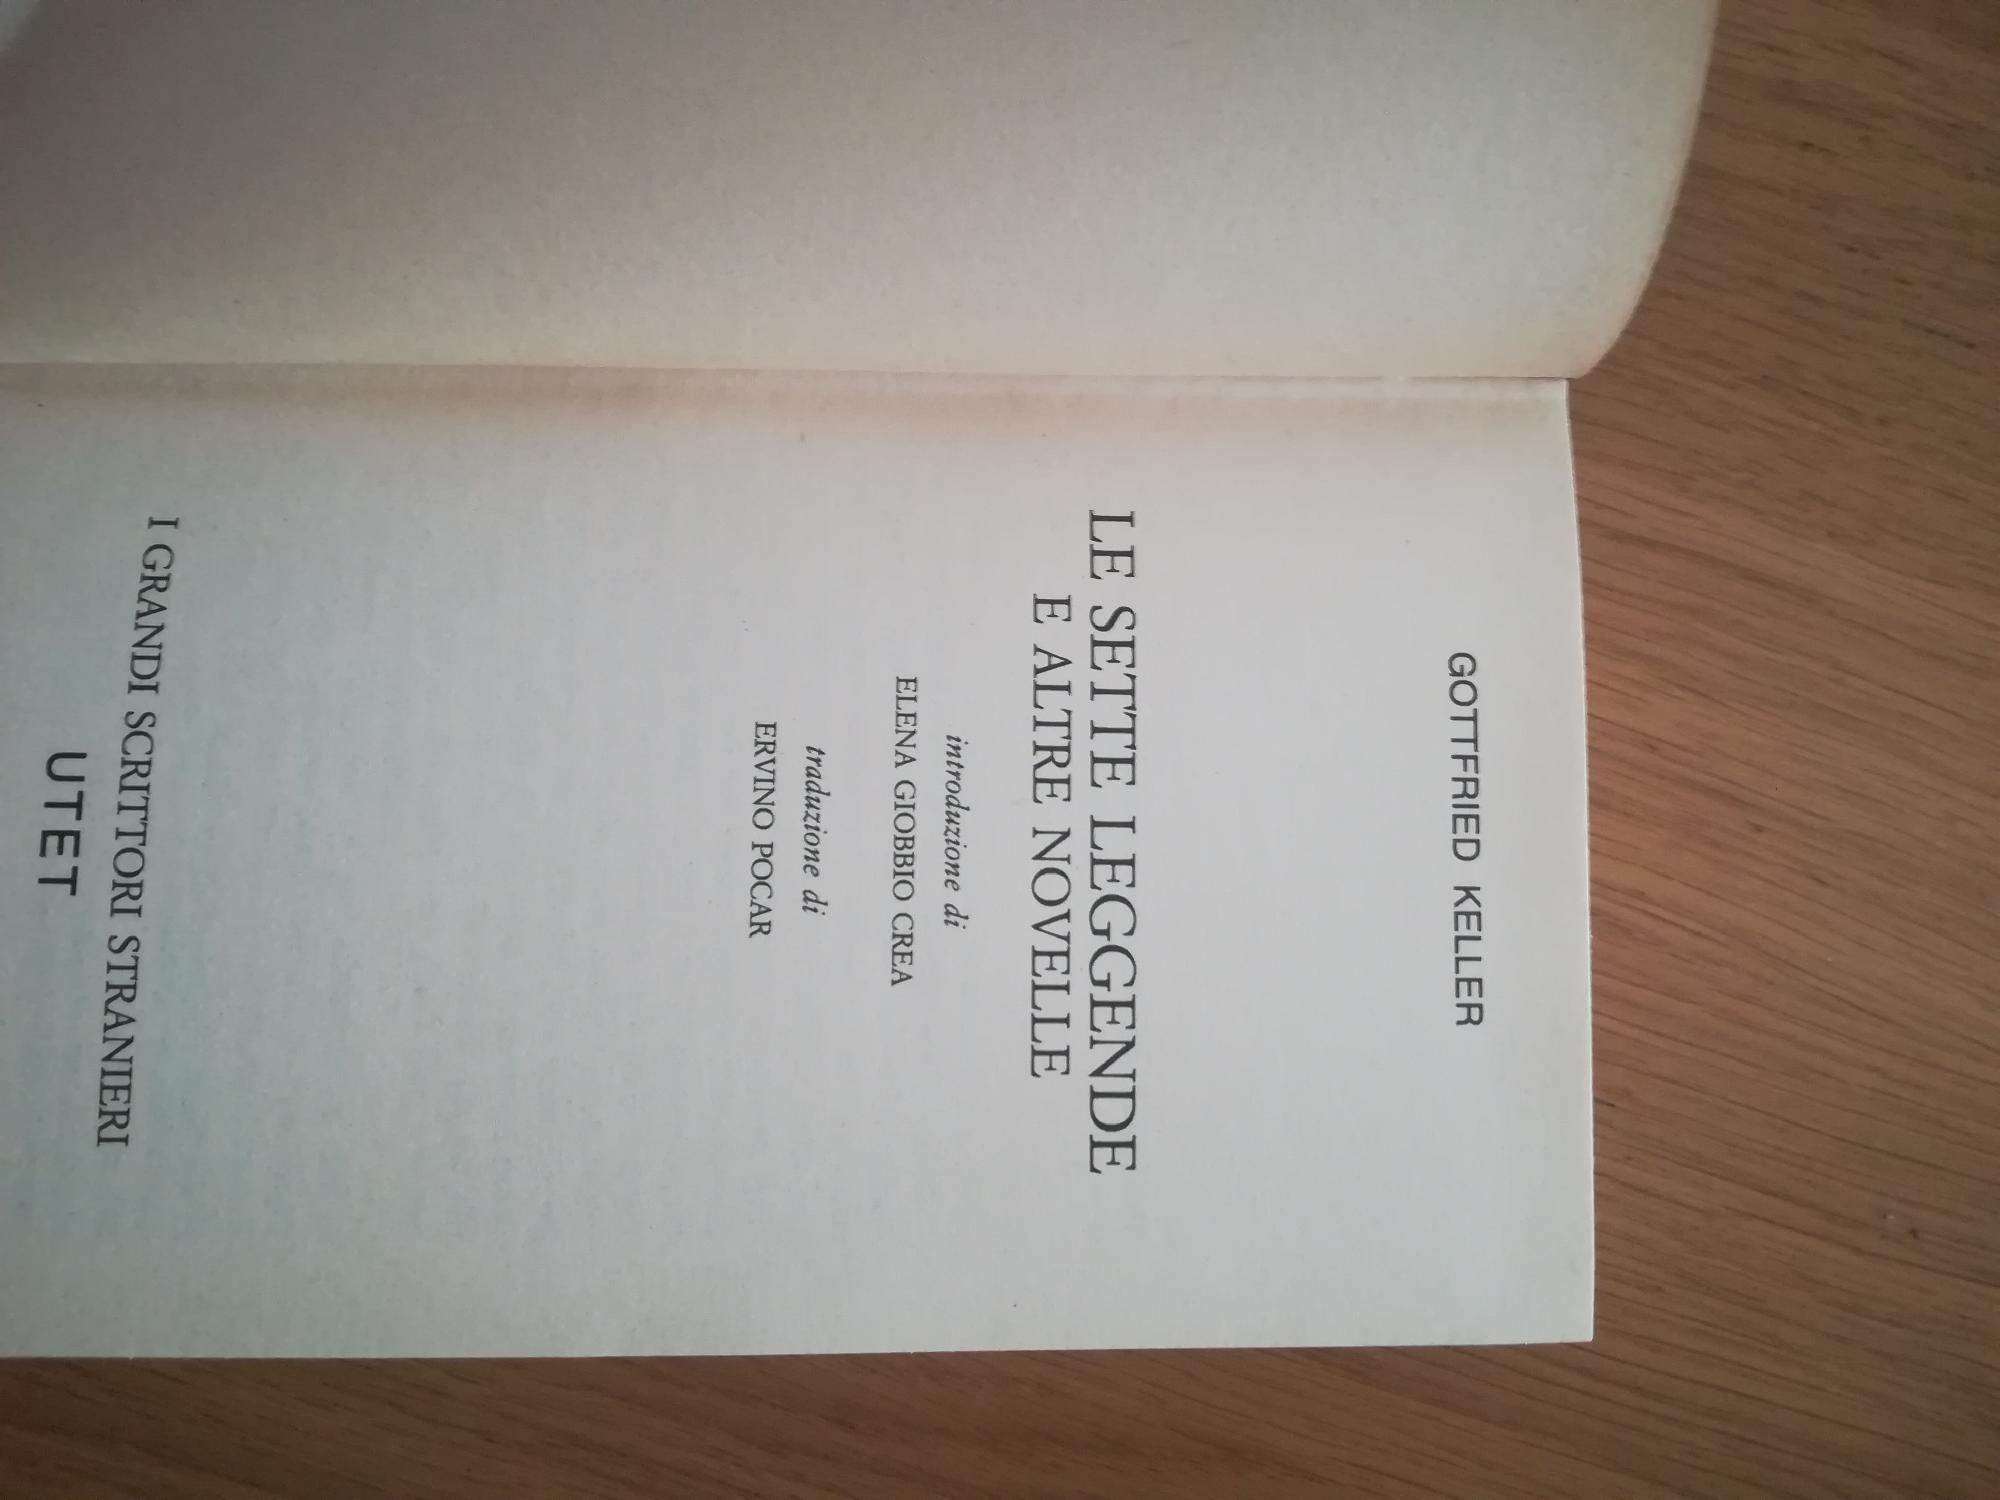 GOTTFRIED KELLER
LE SETTE LEGGENDE
E ALTRE NOVELLE
introduzione di
ELENA GIOBBIO CREA
traduzione di
ERVINO POCAR
I GRANDI SCRITTORI STRANIERI
UTET